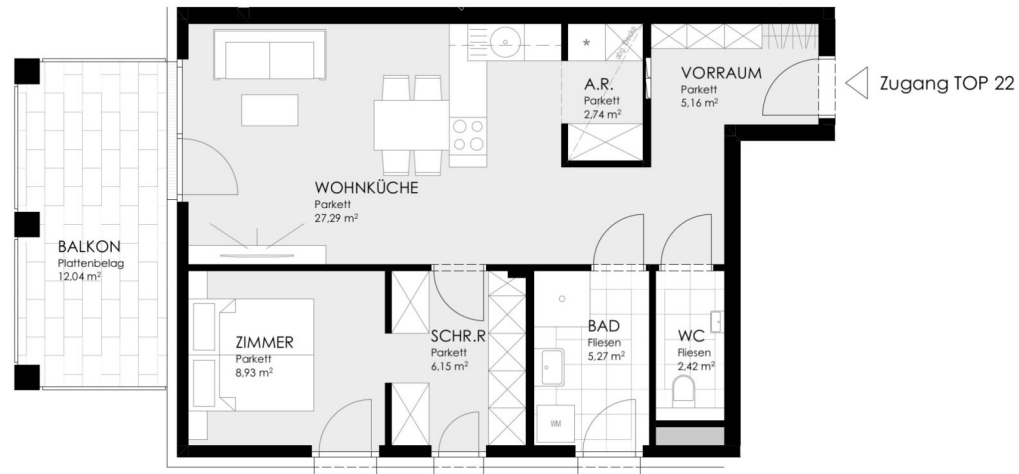 VORRAUM
Parkett
5,16 m²
Zugang TOP 22
*
abg. Decke
A.R.
Parkett
2,74 m²
WOHNKÜCHE
Parkett
27,29 m²
BALKON
Plattenbelag
12,04 m²
ZIMMER
Parkett
8,93 m²
SCHR.R
Parkett
6,15 m²
BAD
Fliesen
5,27 m²
WC
Fliesen
2,42 m²
WM